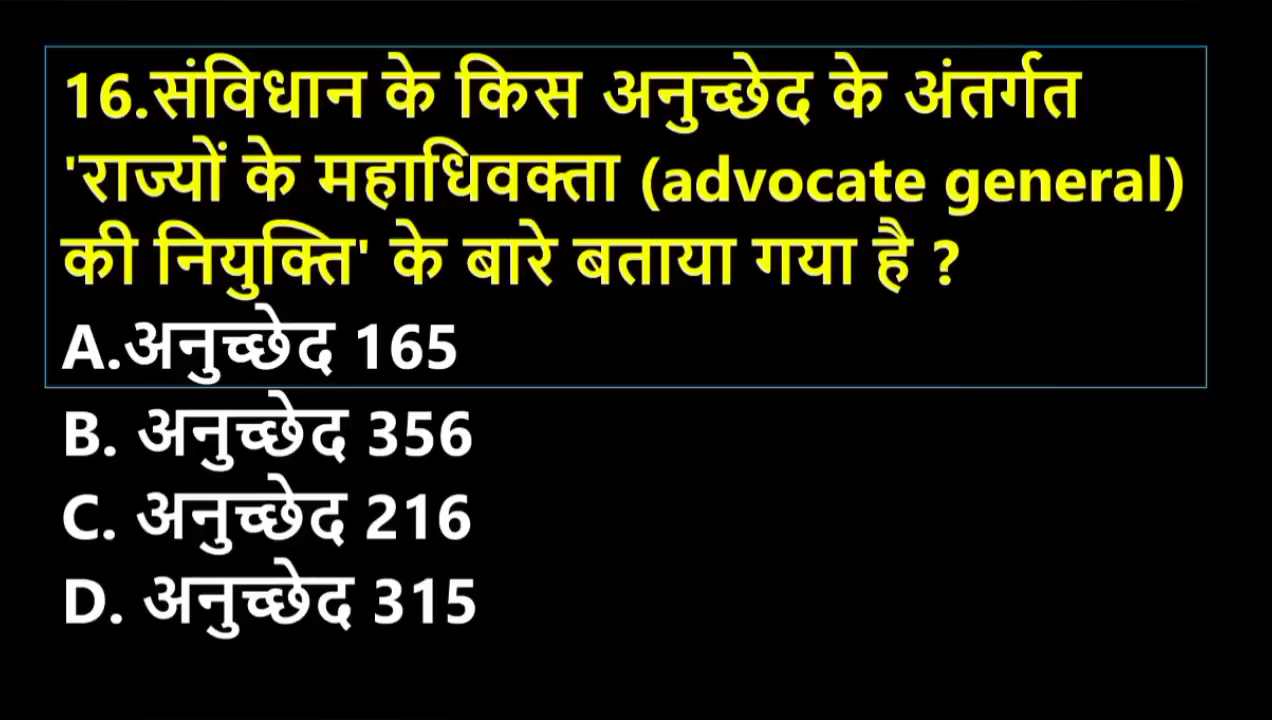 16.संविधान के किस अनुच्छेद के अंतर्गत
'राज्यों के महाधिवक्ता (advocate general)
की नियुक्ति' के बारे बताया गया है ?
A.अनुच्छेद 165
B. अनुच्छेद 356
C. अनुच्छेद 216
D. अनुच्छेद 315